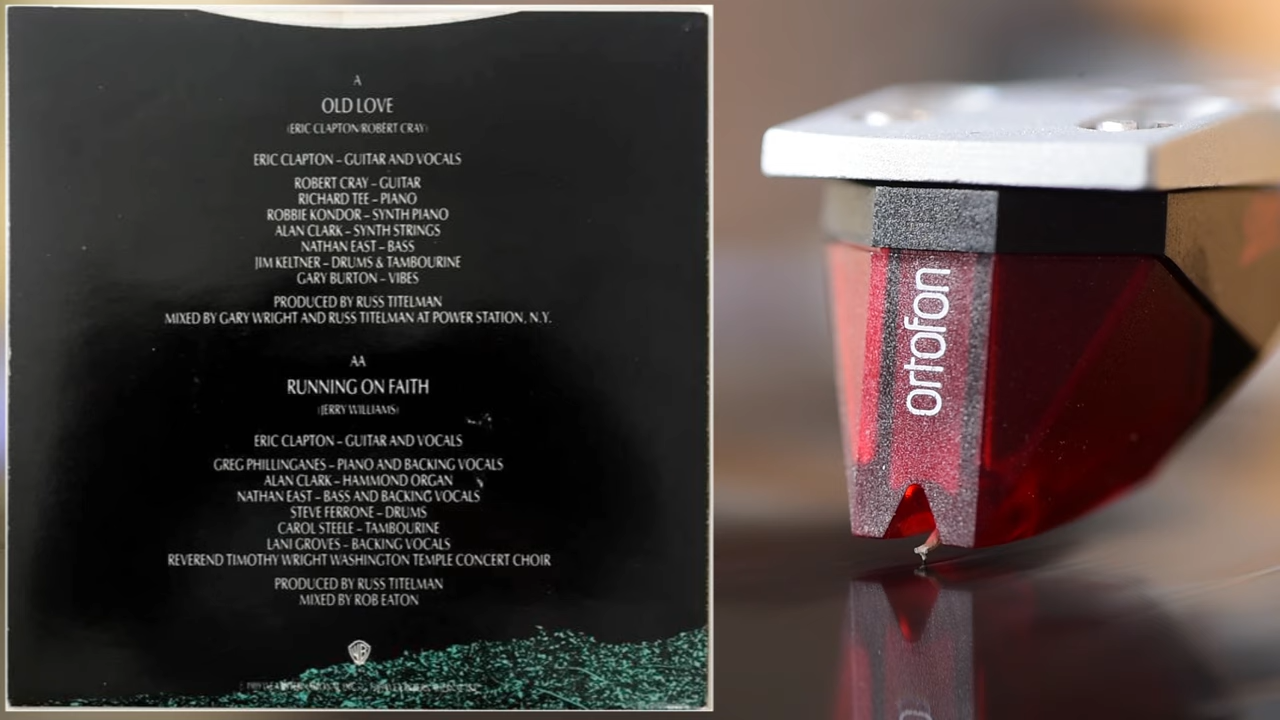 A
OLD LOVE
(ERIC CLAPTON/ROBERT CRAY)
ERIC CLAPTON – GUITAR AND VOCALS
ROBERT CRAY – GUITAR
RICHARD TEE – PIANO
ROBBIE KONDOR – SYNTH PIANO
ALAN CLARK – SYNTH STRINGS
NATHAN EAST – BASS
JIM KELTNER – DRUMS & TAMBOURINE
GARY BURTON – VIBES
PRODUCED BY RUSS TITELMAN
MIXED BY GARY WRIGHT AND RUSS TITELMAN AT POWER STATION, N.Y.
AA
RUNNING ON FAITH
(JERRY WILLIAMS)
ERIC CLAPTON – GUITAR AND VOCALS
GREG PHILLINGANES – PIANO AND BACKING VOCALS
ALAN CLARK – HAMMOND ORGAN
NATHAN EAST – BASS AND BACKING VOCALS
STEVE FERRONE – DRUMS
CAROL STEELE – TAMBOURINE
LANI GROVES – BACKING VOCALS
REVEREND TIMOTHY WRIGHT WASHINGTON TEMPLE CONCERT CHOIR
PRODUCED BY RUSS TITELMAN
MIXED BY ROB EATON
WB
ortofon